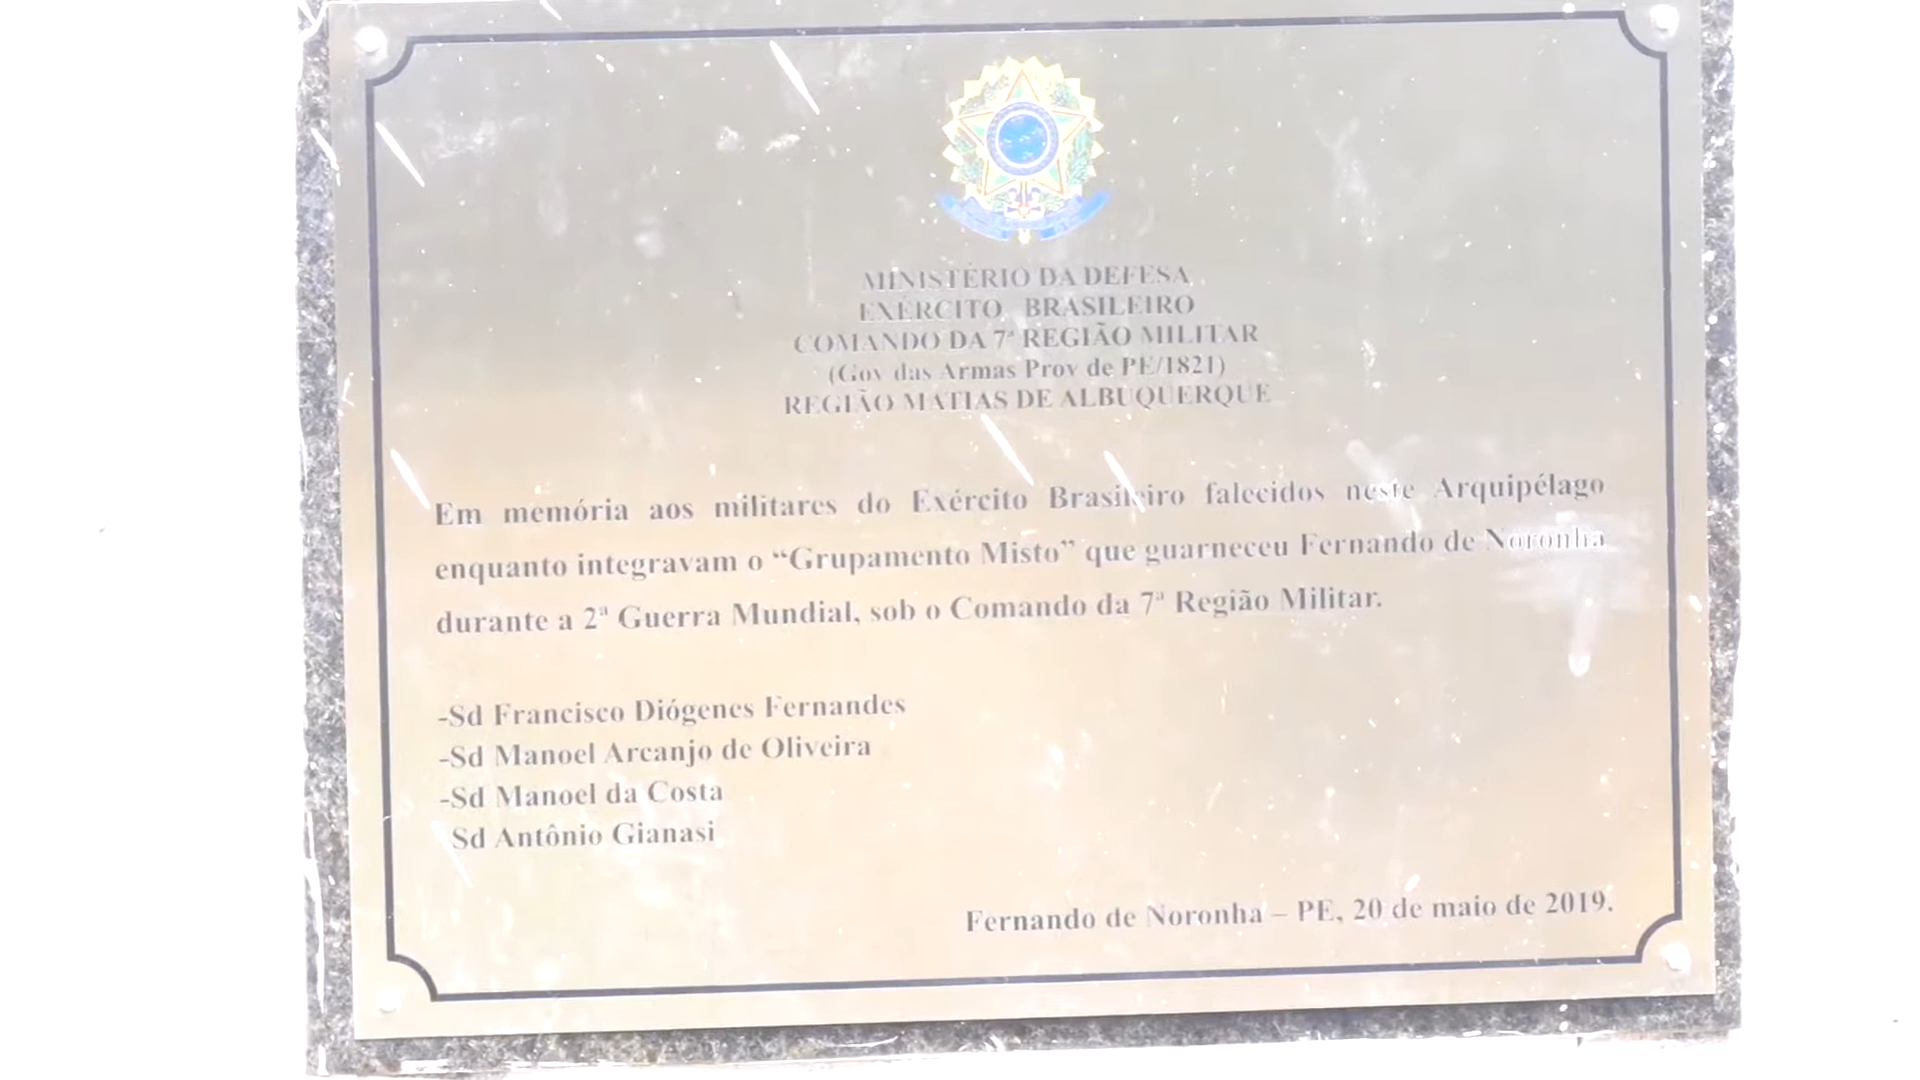 MINISTÉRIO DA DEFESA
EXÉRCITO BRASILEIRO
COMANDO DA 7ª REGIÃO MILITAR
(Gov das Armas Prov de PE/1821)
REGIÃO MATIAS DE ALBUQUERQUE
Em memória aos militares do Exército Brasileiro falecidos neste Arquipélago
enquanto integravam o “Grupamento Misto” que guarneceu Fernando de Noronha
durante a 2ª Guerra Mundial, sob o Comando da 7ª Região Militar.
-Sd Francisco Diógenes Fernandes
-Sd Manoel Arcanjo de Oliveira
-Sd Manoel da Costa
Sd Antônio Gianasi
Fernando de Noronha – PE, 20 de maio de 2019.